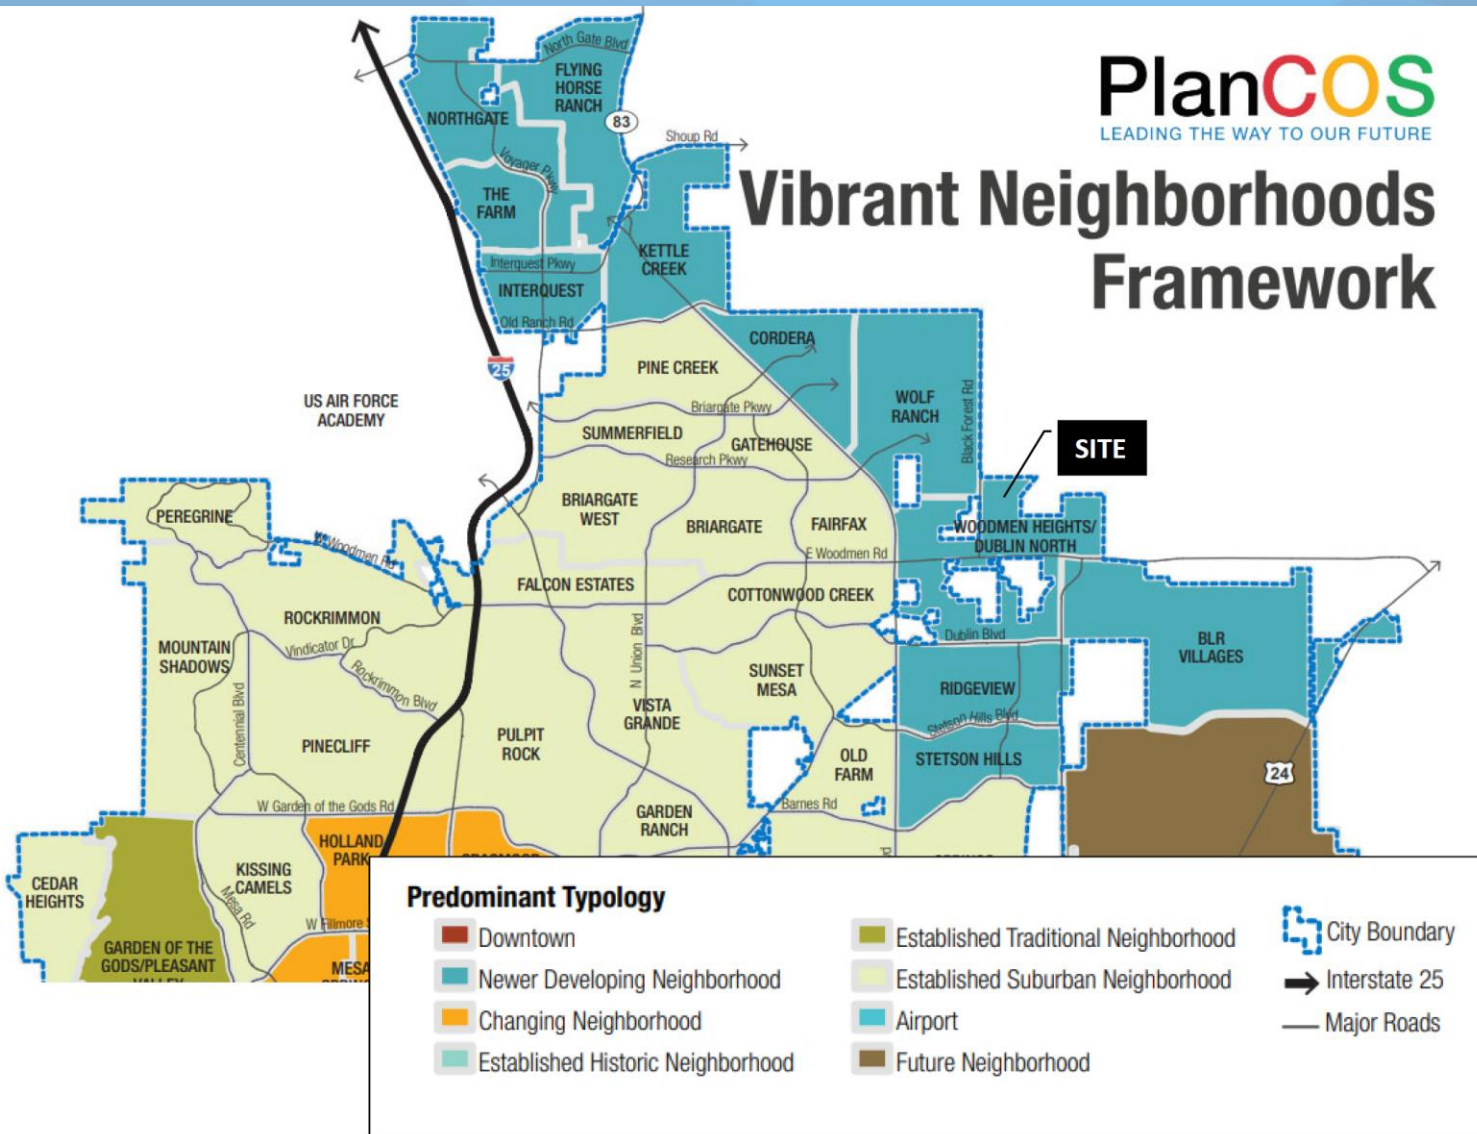 PlanCOS
LEADING THE WAY TO OUR FUTURE
Vibrant Neighborhoods
Framework
North Gate Blvd
FLYING
HORSE
RANCH
NORTHGATE
83
Shoup Rd
Voyager Pkwy
THE
FARM
KETTLE
CREEK
Interquest Pkwy
INTERQUEST
Old Ranch Rd
CORDERA
25
PINE CREEK
US AIR FORCE
ACADEMY
WOLF
RANCH
Black Forest Rd
Briargate Pkwy
SUMMERFIELD
GATEHOUSE
SITE
Research Pkwy
BRIARGATE
WEST
PEREGRINE
BRIARGATE
FAIRFAX
WOODMEN HEIGHTS/
DUBLIN NORTH
W Woodmen Rd
E Woodmen Rd
FALCON ESTATES
COTTONWOOD CREEK
ROCKRIMMON
Dublin Blvd
BLR
VILLAGES
MOUNTAIN
SHADOWS
Vindicator Dr
N Union Blvd
Rockrimmon Blvd
SUNSET
MESA
RIDGEVIEW
Centennial Blvd
VISTA
GRANDE
Stetson Hills Blvd
PULPIT
ROCK
PINECLIFF
OLD
FARM
STETSON HILLS
24
W Garden of the Gods Rd
Barnes Rd
GARDEN
RANCH
HOLLAND
PARK
KISSING
CAMELS
CEDAR
HEIGHTS
Mesa Rd
W Fillmore
GARDEN OF THE
GODS/PLEASANT
VALLEY
MESA
Predominant Typology
Downtown
Newer Developing Neighborhood
Changing Neighborhood
Established Historic Neighborhood
Established Traditional Neighborhood
Established Suburban Neighborhood
Airport
Future Neighborhood
City Boundary
Interstate 25
Major Roads